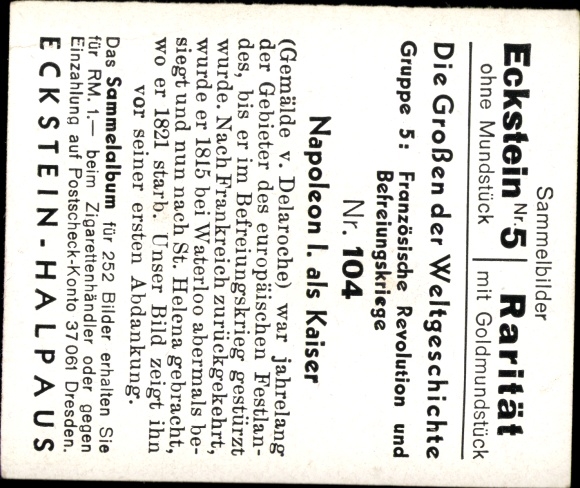 Sammelbilder
Eckstein Nr. 5 | Rarität
ohne Mundstück | mit Goldmundstück
Die Großen der Weltgeschichte
Gruppe 5: Französische Revolution und
Befreiungskriege
Nr. 104
Napoleon I. als Kaiser
(Gemälde v. Delaroche) war jahrelang
der Gebieter des europäischen Festlan-
des, bis er im Befreiungskrieg gestürzt
wurde. Nach Frankreich zurückgekehrt,
wurde er 1815 bei Waterloo abermals be-
siegt und nun nach St. Helena gebracht,
wo er 1821 starb. Unser Bild zeigt ihn
vor seiner ersten Abdankung.
Das Sammelalbum für 252 Bilder erhalten Sie
für RM. 1.— beim Zigarettenhändler oder gegen
Einzahlung auf Postscheck-Konto 37061 Dresden.
ECKSTEIN-HALPAUS